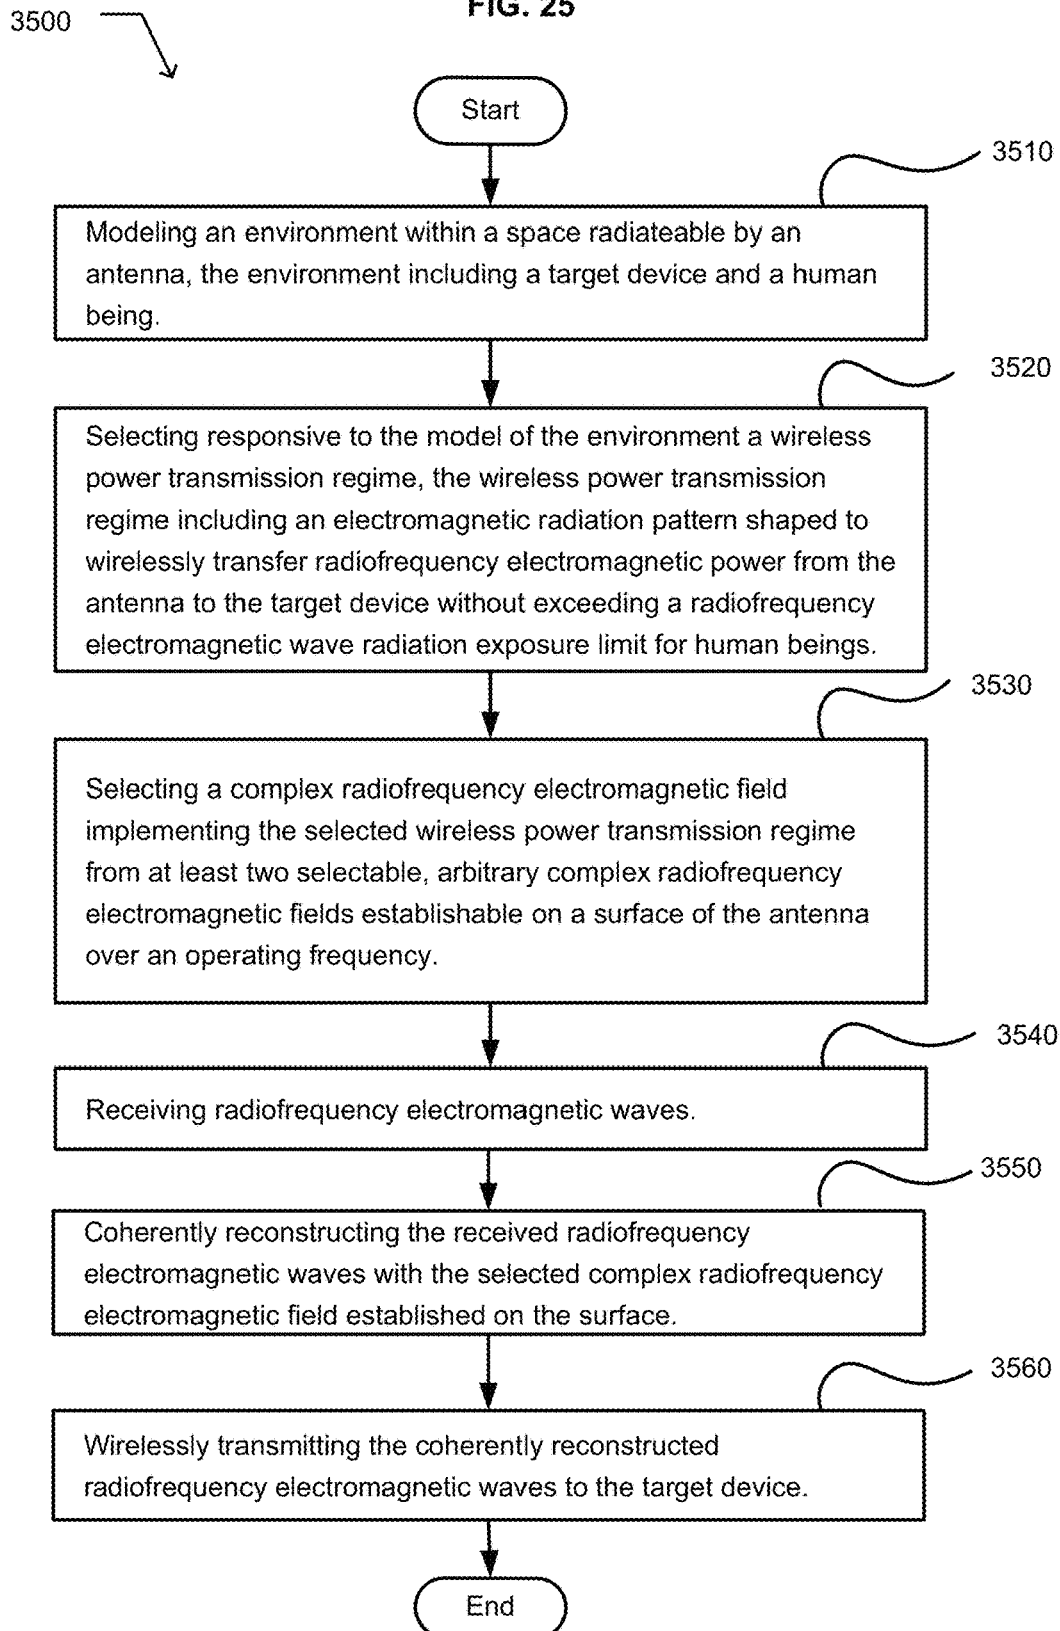 FIG. 25
3500
Start
3510
Modeling an environment within a space radiateable by an
antenna, the environment including a target device and a human
being.
3520
Selecting responsive to the model of the environment a wireless
power transmission regime, the wireless power transmission
regime including an electromagnetic radiation pattern shaped to
wirelessly transfer radiofrequency electromagnetic power from the
antenna to the target device without exceeding a radiofrequency
electromagnetic wave radiation exposure limit for human beings.
3530
Selecting a complex radiofrequency electromagnetic field
implementing the selected wireless power transmission regime
from at least two selectable, arbitrary complex radiofrequency
electromagnetic fields establishable on a surface of the antenna
over an operating frequency.
3540
Receiving radiofrequency electromagnetic waves.
3550
Coherently reconstructing the received radiofrequency
electromagnetic waves with the selected complex radiofrequency
electromagnetic field established on the surface.
3560
Wirelessly transmitting the coherently reconstructed
radiofrequency electromagnetic waves to the target device.
End